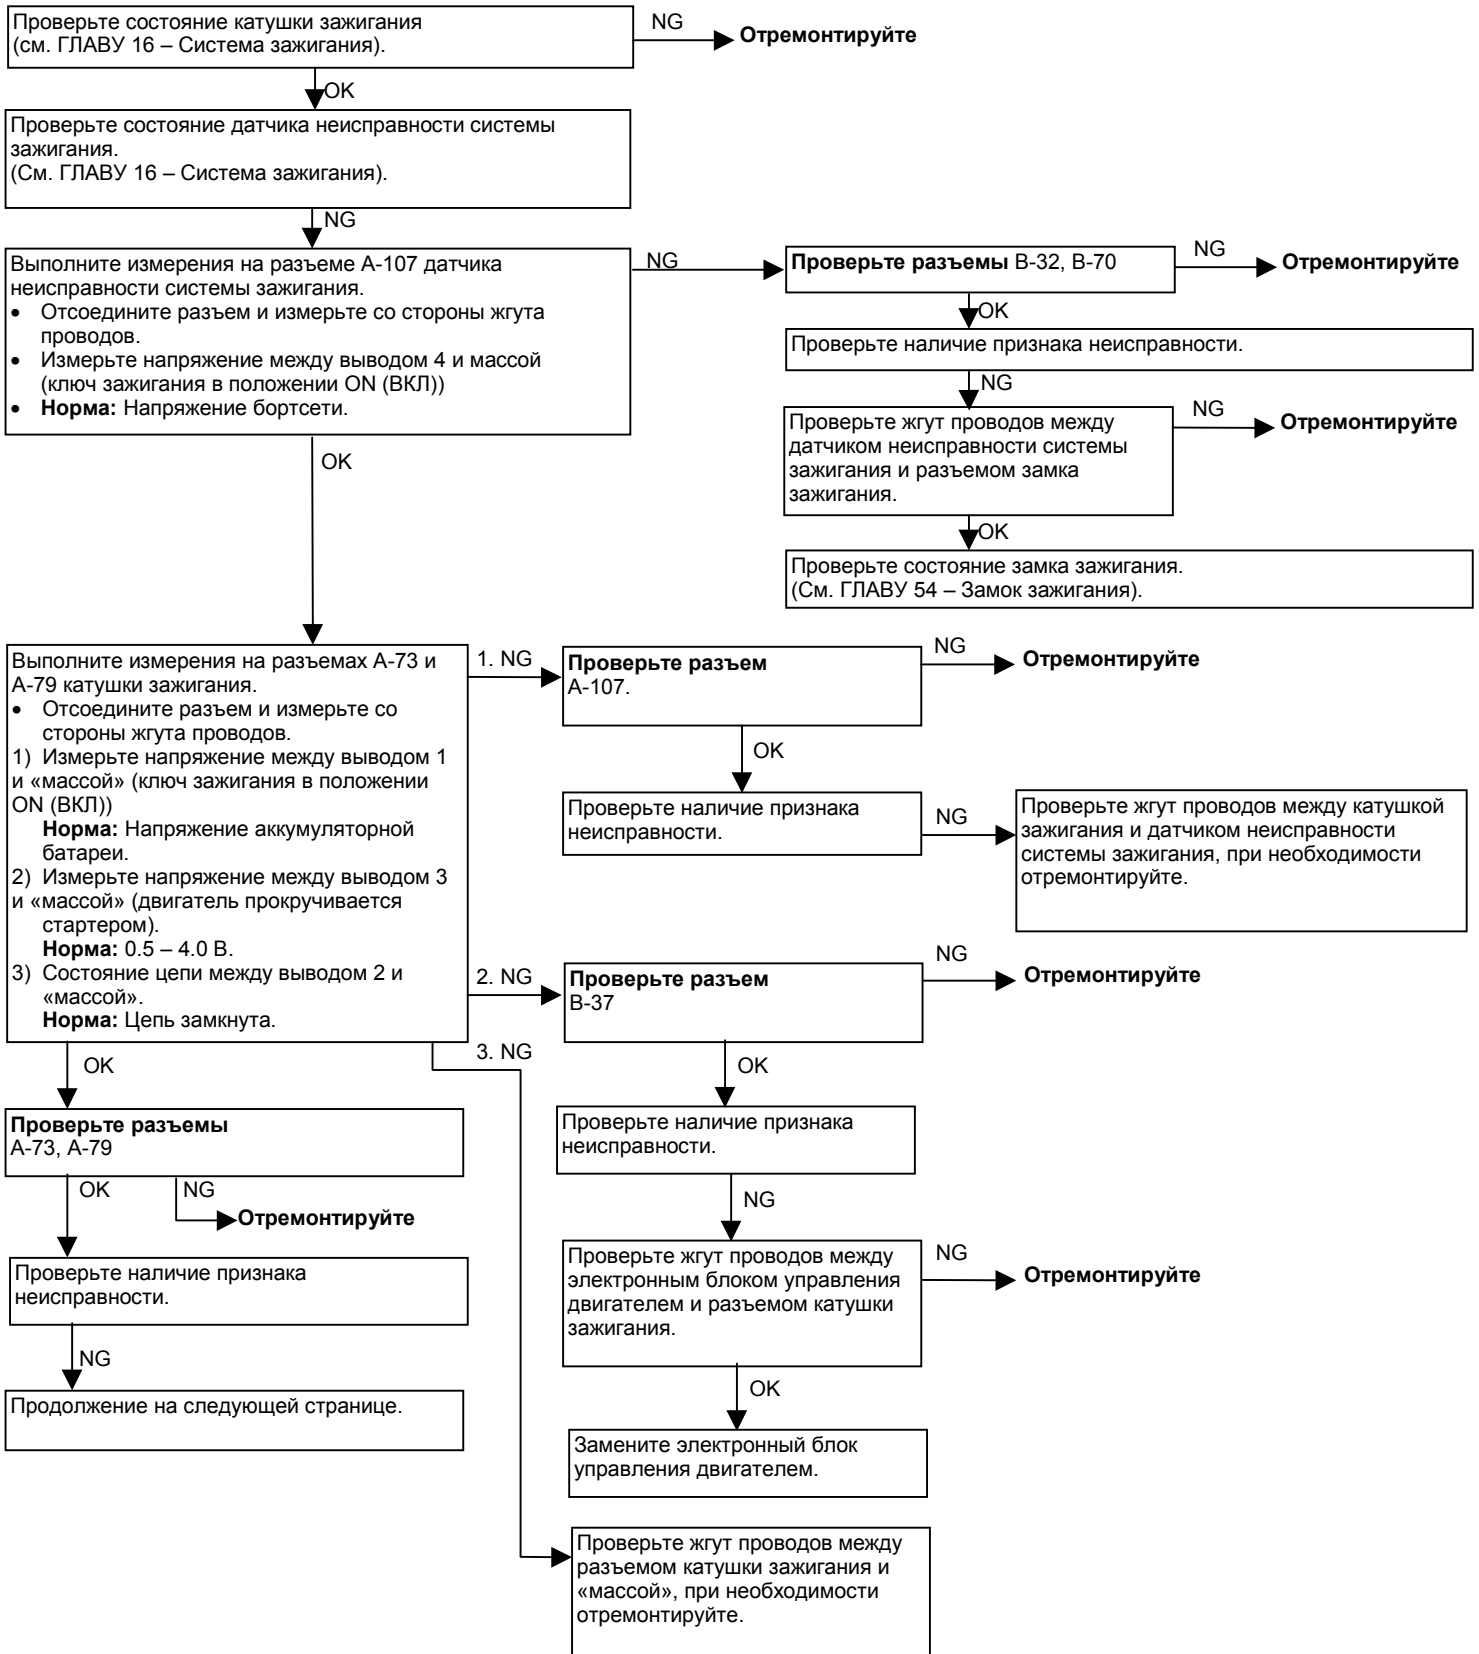 Проверьте состояние катушки зажигания
(см. ГЛАВУ 16 – Система зажигания).
NG
Отремонтируйте
OK
Проверьте состояние датчика неисправности системы
зажигания.
(См. ГЛАВУ 16 – Система зажигания).
NG
Выполните измерения на разъеме А-107 датчика
неисправности системы зажигания.
• Отсоедините разъем и измерьте со стороны жгута
проводов.
• Измерьте напряжение между выводом 4 и массой
(ключ зажигания в положении ON (ВКЛ))
• Норма: Напряжение бортсети.
NG
Проверьте разъемы В-32, В-70
NG
Отремонтируйте
OK
Проверьте наличие признака неисправности.
NG
Проверьте жгут проводов между
датчиком неисправности системы
зажигания и разъемом замка
зажигания.
NG
Отремонтируйте
OK
Проверьте состояние замка зажигания.
(См. ГЛАВУ 54 – Замок зажигания).
OK
Выполните измерения на разъемах А-73 и
А-79 катушки зажигания.
• Отсоедините разъем и измерьте со
стороны жгута проводов.
1) Измерьте напряжение между выводом 1
и «массой» (ключ зажигания в положении
ON (ВКЛ))
Норма: Напряжение аккумуляторной
батареи.
2) Измерьте напряжение между выводом 3
и «массой» (двигатель прокручивается
стартером).
Норма: 0.5 – 4.0 В.
3) Состояние цепи между выводом 2 и
«массой».
Норма: Цепь замкнута.
1. NG
Проверьте разъем
А-107.
NG
Отремонтируйте
OK
Проверьте наличие признака
неисправности.
NG
Проверьте жгут проводов между катушкой
зажигания и датчиком неисправности
системы зажигания, при необходимости
отремонтируйте.
2. NG
Проверьте разъем
В-37
NG
Отремонтируйте
OK
Проверьте наличие признака
неисправности.
NG
Проверьте жгут проводов между
электронным блоком управления
двигателем и разъемом катушки
зажигания.
NG
Отремонтируйте
OK
Замените электронный блок
управления двигателем.
3. NG
Проверьте жгут проводов между
разъемом катушки зажигания и
«массой», при необходимости
отремонтируйте.
OK
Проверьте разъемы
А-73, А-79
OK
NG
Отремонтируйте
Проверьте наличие признака
неисправности.
NG
Продолжение на следующей странице.